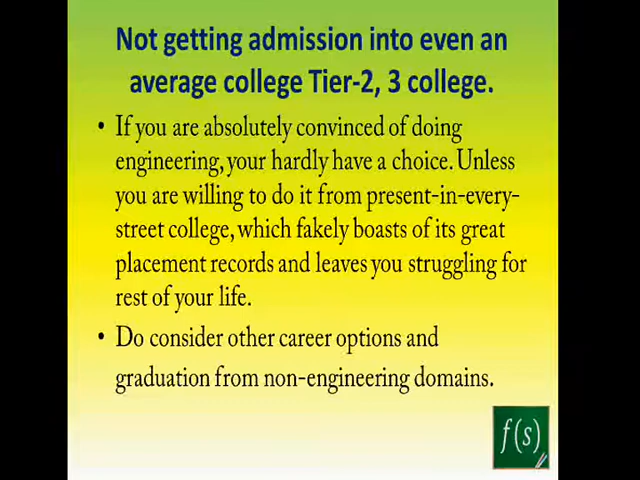 Not getting admission into even an
average college Tier-2, 3 college.
• If you are absolutely convinced of doing
engineering, your hardly have a choice. Unless
you are willing to do it from present-in-every-
street college, which fakely boasts of its great
placement records and leaves you struggling for
rest of your life.
• Do consider other career options and
graduation from non-engineering domains.
f(s)